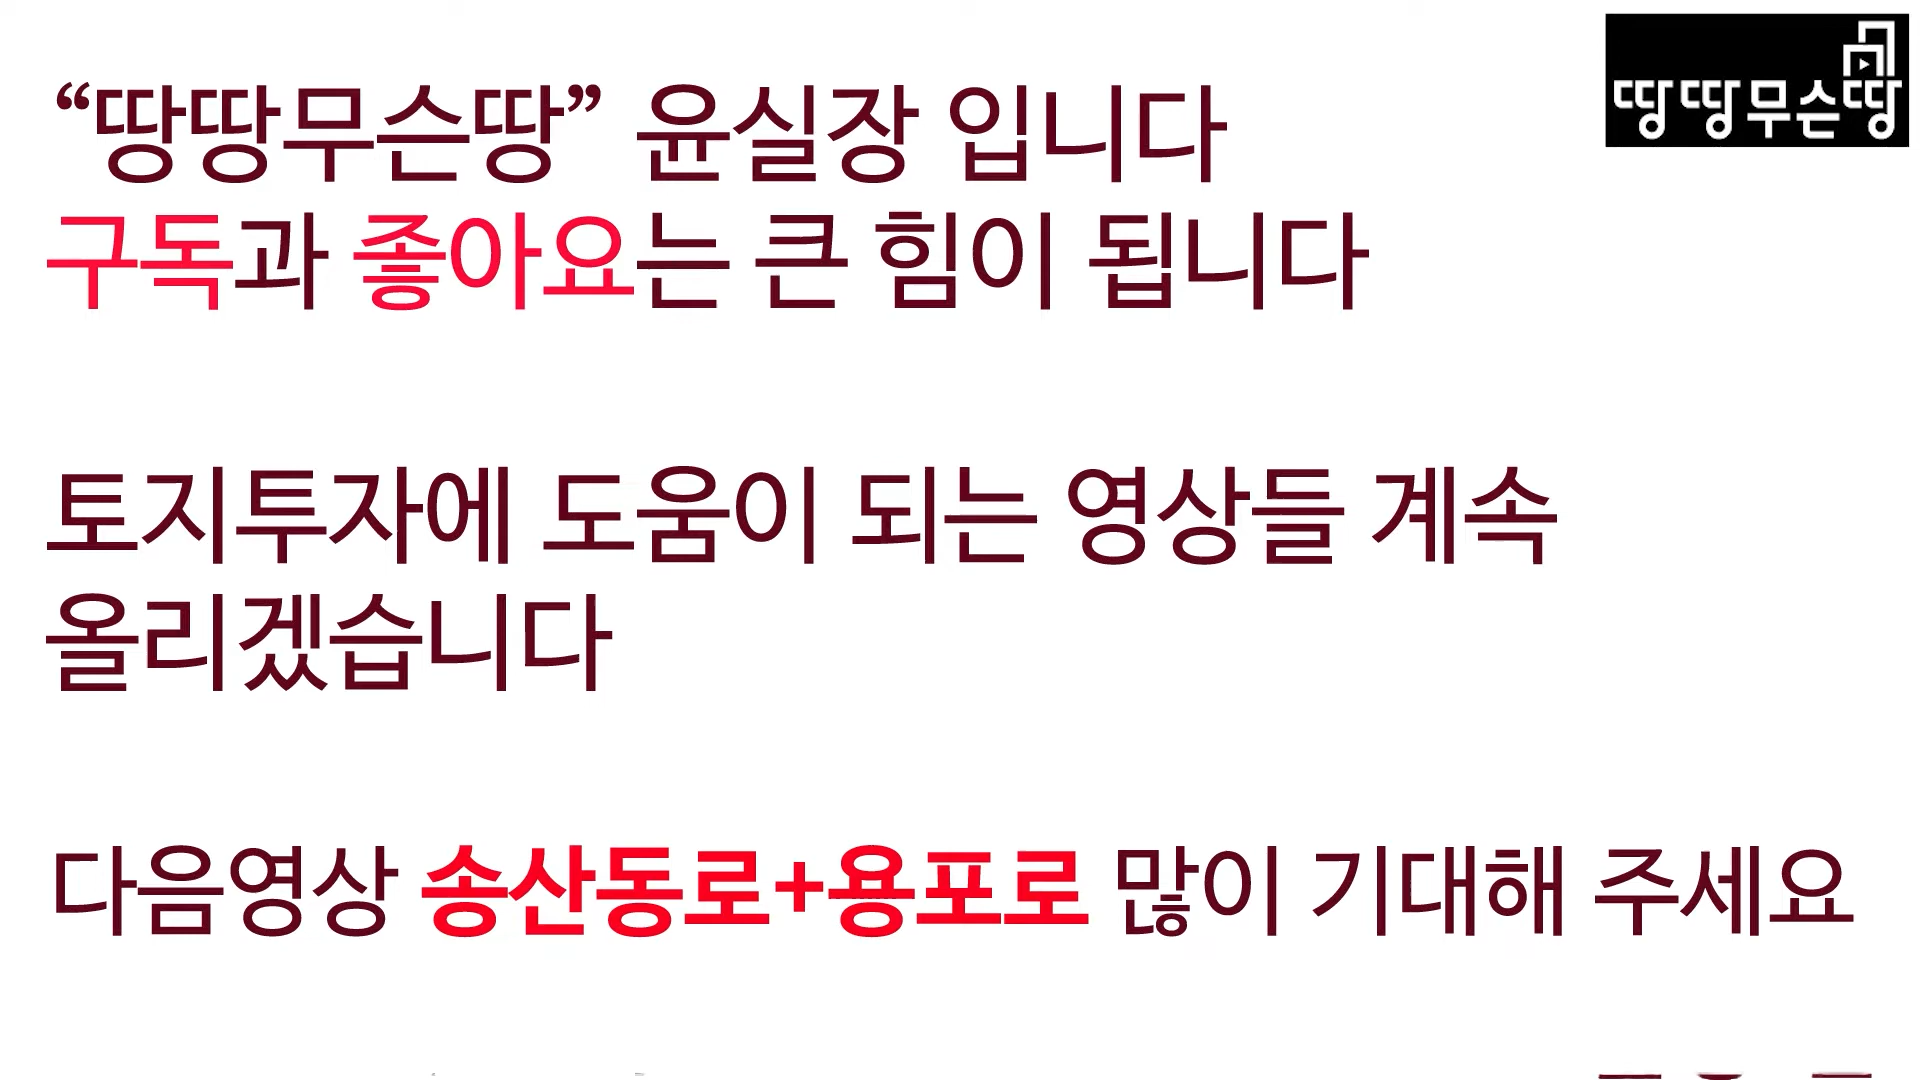 “땅땅무슨땅” 윤실장 입니다
땅땅무슨땅
구독과 좋아요는 큰 힘이 됩니다
토지투자에 도움이 되는 영상들 계속
올리겠습니다
다음영상 송산동로+용포로 많이 기대해 주세요